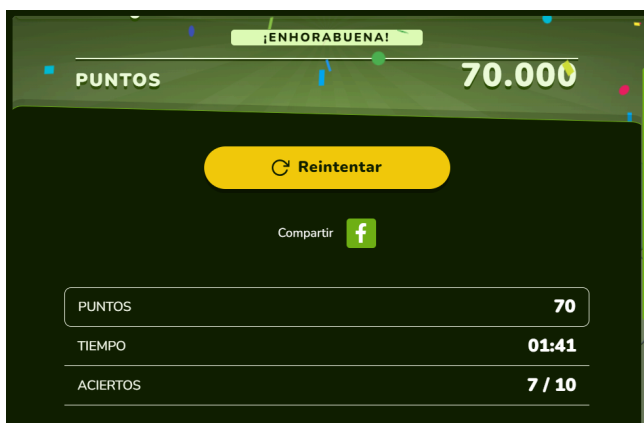 ¡ENHORABUENA!
PUNTOS 70.000
Reintentar
Compartir
PUNTOS 70
TIEMPO 01:41
ACIERTOS 7 / 10